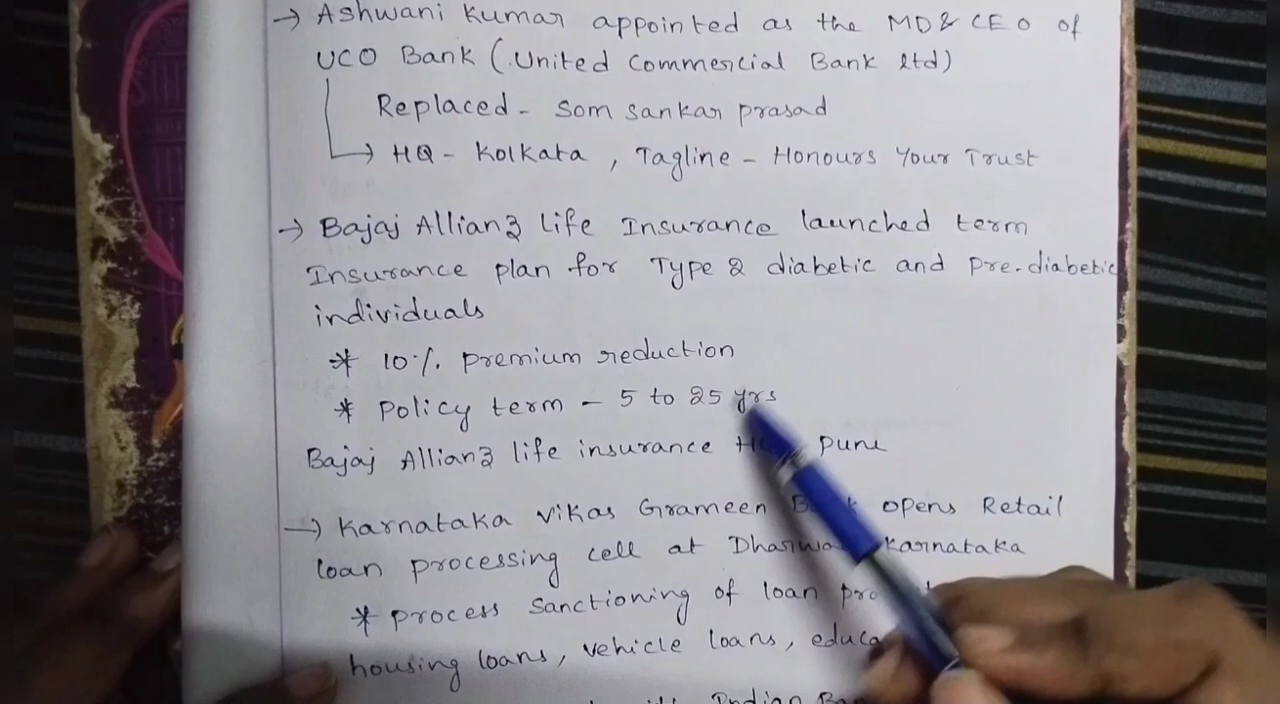 → Ashwani Kumar appointed as the MD & CEO of
UCO Bank (United Commercial Bank ltd)
Replaced - Som Sankar prasad
→ HQ - Kolkata , Tagline - Honours Your Trust
→ Bajaj Allianz life Insurance launched term
Insurance plan for Type 2 diabetic and Pre-diabetic
individuals
* 10% premium reduction
* Policy term - 5 to 25 yrs
Bajaj Allianz life insurance pune
→ Karnataka Vikas Grameen opens Retail
loan processing cell at Karnataka
* process sanctioning of loan
housing loans, vehicle loans,
Indian